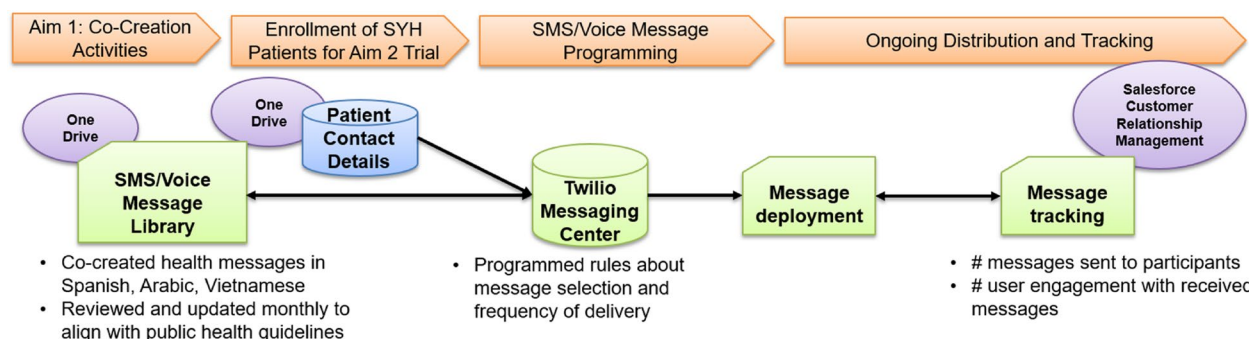 Aim 1: Co-Creation
Activities
Enrollment of SYH
Patients for Aim 2 Trial
SMS/Voice Message
Programming
Ongoing Distribution and Tracking
One
Drive
SMS/Voice
Message
Library
One
Drive
Patient
Contact
Details
Twilio
Messaging
Center
Message
deployment
Message
tracking
Salesforce
Customer
Relationship
Management
• Co-created health messages in
Spanish, Arabic, Vietnamese
• Reviewed and updated monthly to
align with public health guidelines
• Programmed rules about
message selection and
frequency of delivery
• # messages sent to participants
• # user engagement with received
messages